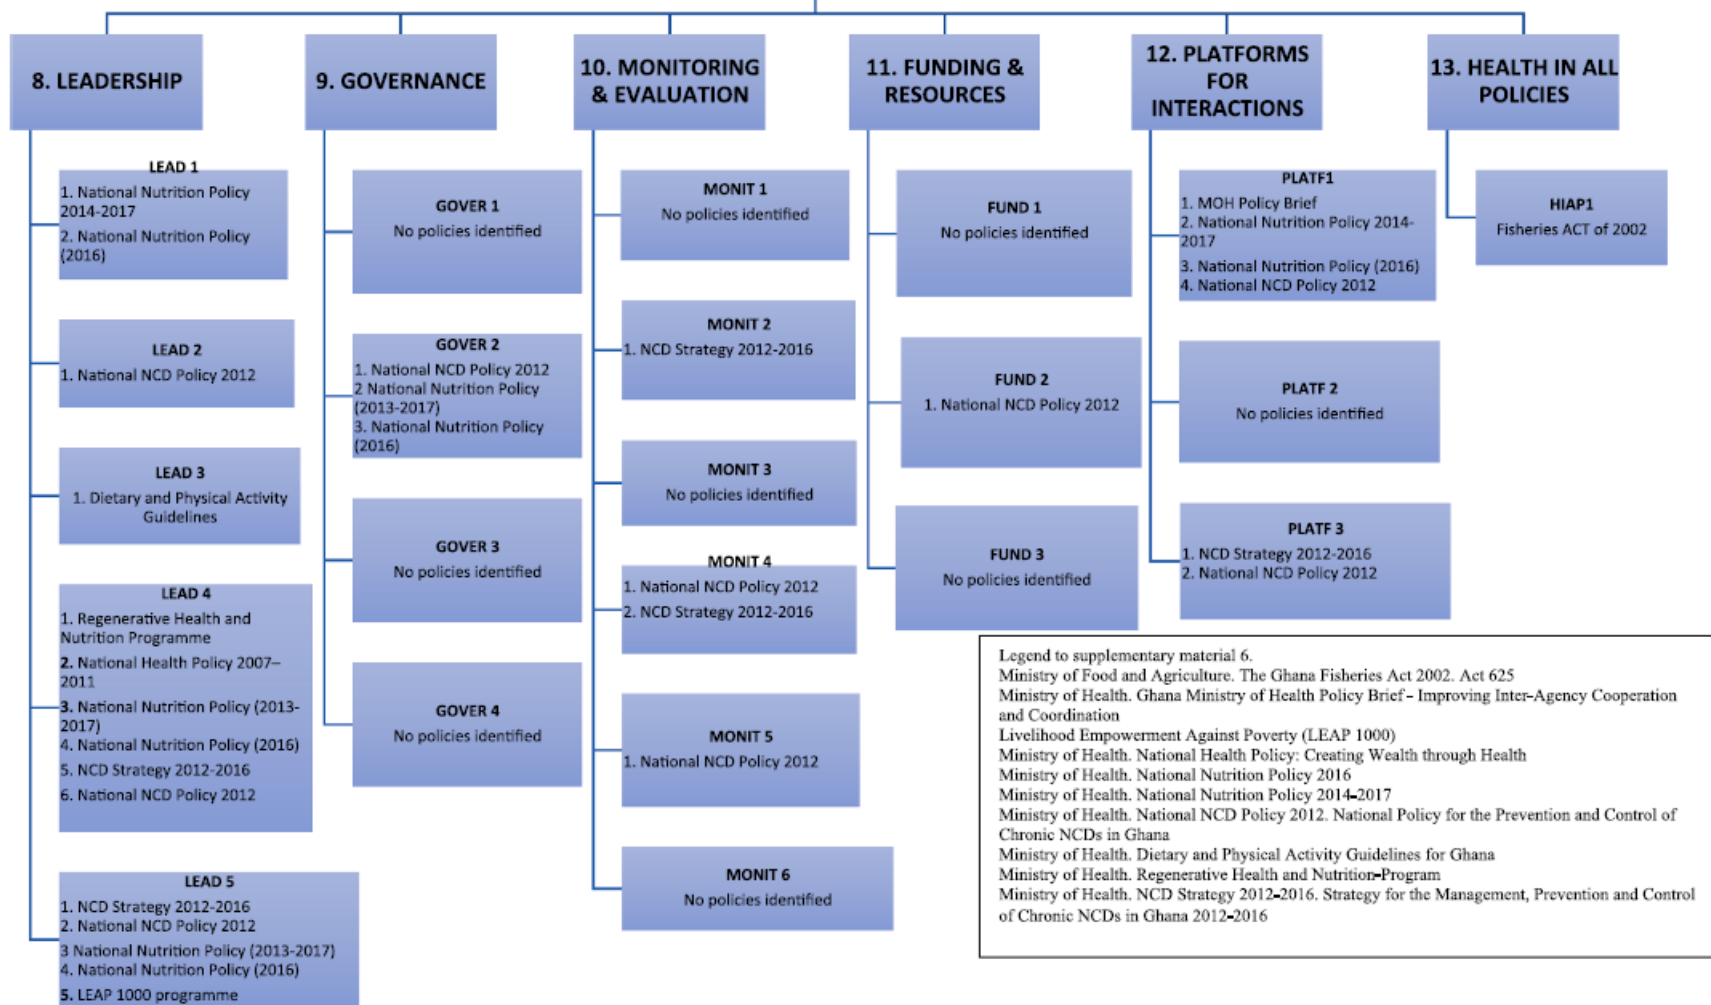 8. LEADERSHIP
LEAD 1
1. National Nutrition Policy
2014-2017
2. National Nutrition Policy
(2016)
LEAD 2
1. National NCD Policy 2012
LEAD 3
1. Dietary and Physical Activity
Guidelines
LEAD 4
1. Regenerative Health and
Nutrition Programme
2. National Health Policy 2007–
2011
3. National Nutrition Policy (2013-
2017)
4. National Nutrition Policy (2016)
5. NCD Strategy 2012-2016
6. National NCD Policy 2012
LEAD 5
1. NCD Strategy 2012-2016
2. National NCD Policy 2012
3 National Nutrition Policy (2013-2017)
4. National Nutrition Policy (2016)
5. LEAP 1000 programme
9. GOVERNANCE
GOVER 1
No policies identified
GOVER 2
1. National NCD Policy 2012
2 National Nutrition Policy
(2013-2017)
3. National Nutrition Policy
(2016)
GOVER 3
No policies identified
GOVER 4
No policies identified
10. MONITORING
& EVALUATION
MONIT 1
No policies identified
MONIT 2
1. NCD Strategy 2012-2016
MONIT 3
No policies identified
MONIT 4
1. National NCD Policy 2012
2. NCD Strategy 2012-2016
MONIT 5
1. National NCD Policy 2012
MONIT 6
No policies identified
11. FUNDING &
RESOURCES
FUND 1
No policies identified
FUND 2
1. National NCD Policy 2012
FUND 3
No policies identified
12. PLATFORMS
FOR
INTERACTIONS
PLATF1
1. MOH Policy Brief
2. National Nutrition Policy 2014-
2017
3. National Nutrition Policy (2016)
4. National NCD Policy 2012
PLATF 2
No policies identified
PLATF 3
1. NCD Strategy 2012-2016
2. National NCD Policy 2012
13. HEALTH IN ALL
POLICIES
HIAP1
Fisheries ACT of 2002
Legend to supplementary material 6.
Ministry of Food and Agriculture. The Ghana Fisheries Act 2002. Act 625
Ministry of Health. Ghana Ministry of Health Policy Brief - Improving Inter-Agency Cooperation
and Coordination
Livelihood Empowerment Against Poverty (LEAP 1000)
Ministry of Health. National Health Policy: Creating Wealth through Health
Ministry of Health. National Nutrition Policy 2016
Ministry of Health. National Nutrition Policy 2014-2017
Ministry of Health. National NCD Policy 2012. National Policy for the Prevention and Control of
Chronic NCDs in Ghana
Ministry of Health. Dietary and Physical Activity Guidelines for Ghana
Ministry of Health. Regenerative Health and Nutrition-Program
Ministry of Health. NCD Strategy 2012-2016. Strategy for the Management, Prevention and Control
of Chronic NCDs in Ghana 2012-2016